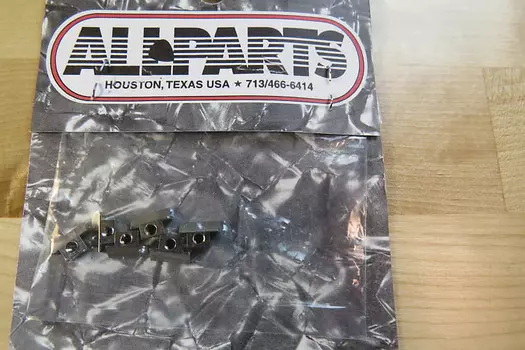 ALLPARTS
HOUSTON, TEXAS USA ★ 713/466-6414